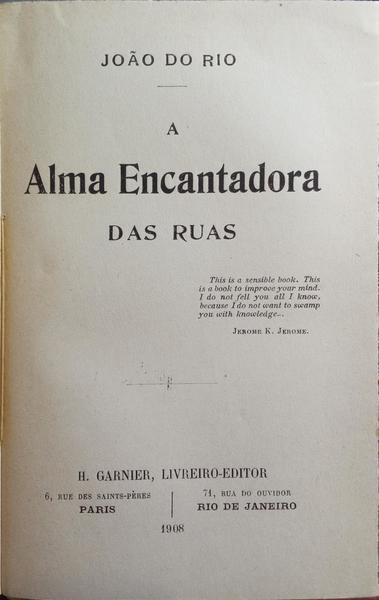 JOÃO DO RIO
A
Alma Encantadora
DAS RUAS
This is a sensible book. This
is a book to improve your mind.
I do not fell you all I know,
because I do not want to swamp
you with knowledge...
JEROME K. JEROME.
H. GARNIER, LIVREIRO-EDITOR
6, RUE DES SAINTS-PÈRES
PARIS
71, RUA DO OUVIDOR
RIO DE JANEIRO
1908